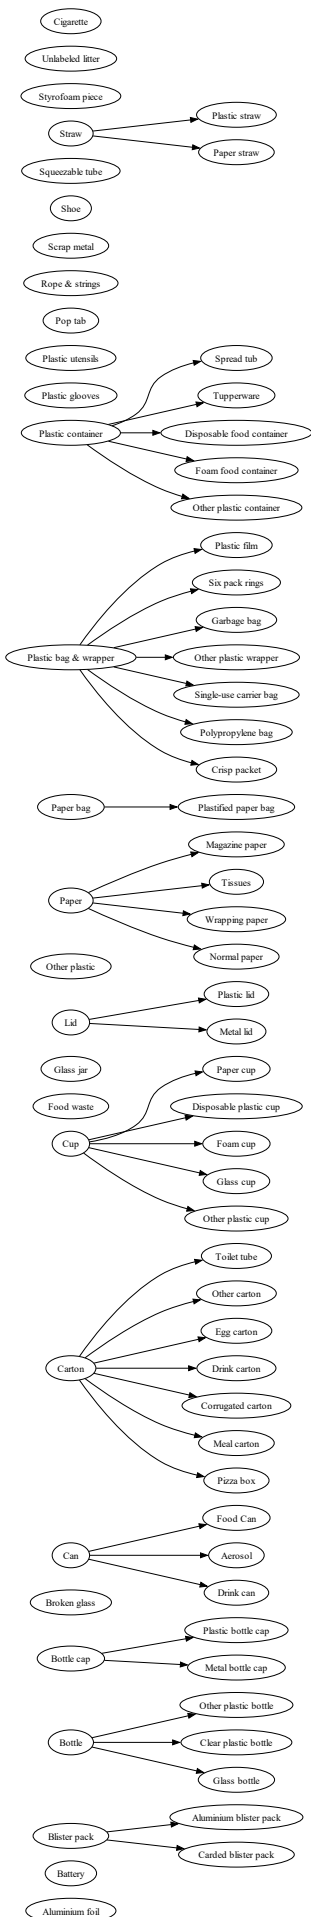 Cigarette
Unlabeled litter
Styrofoam piece
Straw
Plastic straw
Paper straw
Squeezable tube
Shoe
Scrap metal
Rope & strings
Pop tab
Plastic utensils
Plastic glooves
Plastic container
Spread tub
Tupperware
Disposable food container
Foam food container
Other plastic container
Plastic bag & wrapper
Plastic film
Six pack rings
Garbage bag
Other plastic wrapper
Single-use carrier bag
Polypropylene bag
Crisp packet
Paper bag
Plastified paper bag
Paper
Magazine paper
Tissues
Wrapping paper
Normal paper
Other plastic
Lid
Plastic lid
Metal lid
Glass jar
Food waste
Cup
Paper cup
Disposable plastic cup
Foam cup
Glass cup
Other plastic cup
Carton
Toilet tube
Other carton
Egg carton
Drink carton
Corrugated carton
Meal carton
Pizza box
Can
Food Can
Aerosol
Drink can
Broken glass
Bottle cap
Plastic bottle cap
Metal bottle cap
Bottle
Other plastic bottle
Clear plastic bottle
Glass bottle
Blister pack
Aluminium blister pack
Carded blister pack
Battery
Aluminium foil